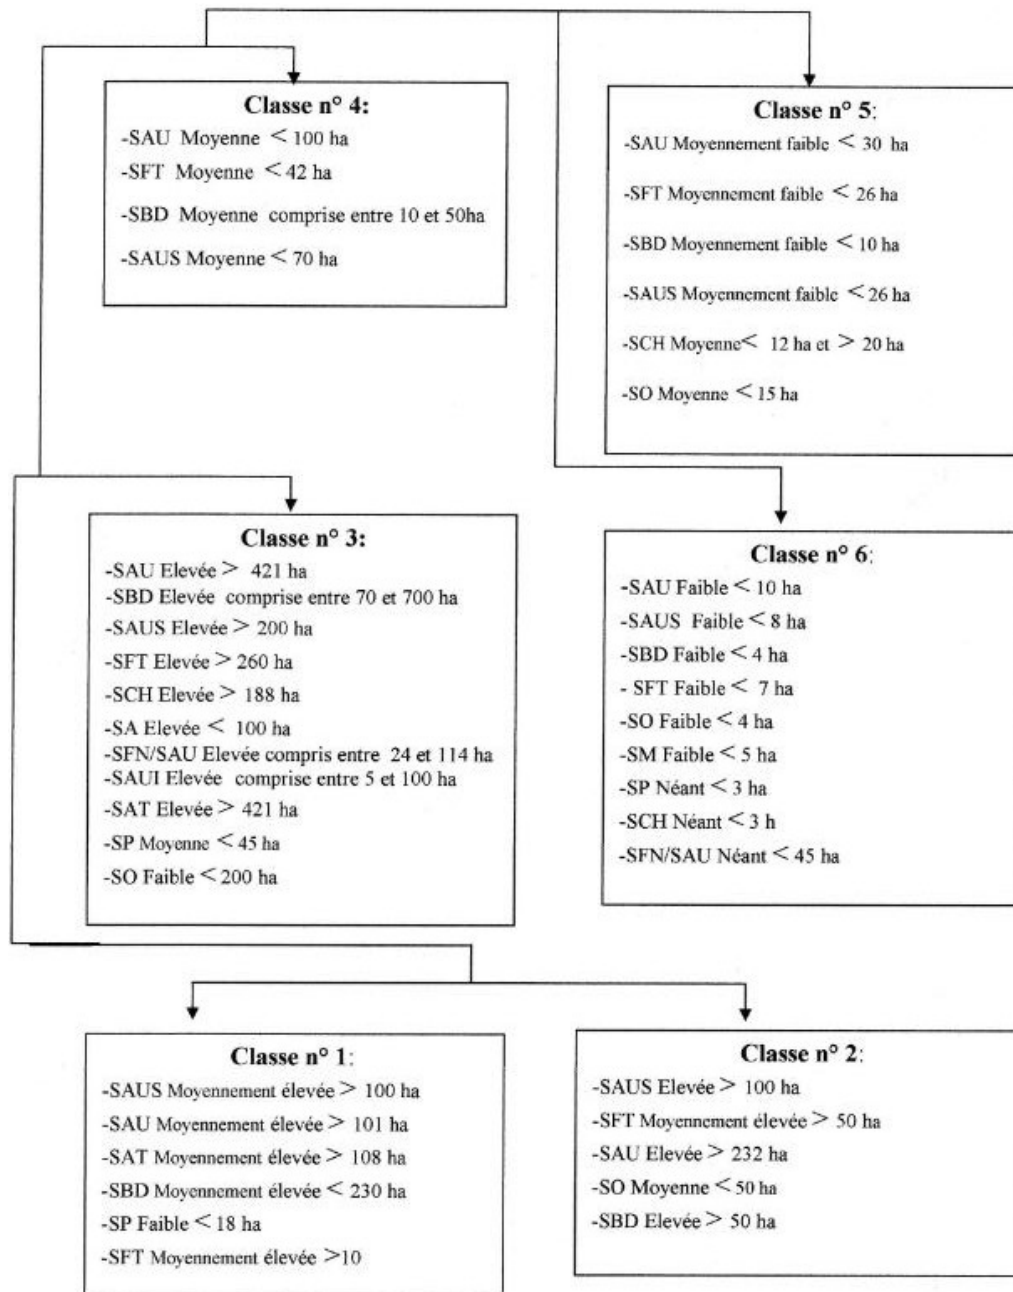 Classe n° 4:
-SAU Moyenne < 100 ha
-SFT Moyenne < 42 ha
-SBD Moyenne comprise entre 10 et 50ha
-SAUS Moyenne < 70 ha
Classe n° 5:
-SAU Moyennement faible < 30 ha
-SFT Moyennement faible < 26 ha
-SBD Moyennement faible < 10 ha
-SAUS Moyennement faible < 26 ha
-SCH Moyenne< 12 ha et > 20 ha
-SO Moyenne < 15 ha
Classe n° 3:
-SAU Elevée > 421 ha
-SBD Elevée comprise entre 70 et 700 ha
-SAUS Elevée > 200 ha
-SFT Elevée > 260 ha
-SCH Elevée > 188 ha
-SA Elevée < 100 ha
-SFN/SAU Elevée compris entre 24 et 114 ha
-SAUI Elevée comprise entre 5 et 100 ha
-SAT Elevée > 421 ha
-SP Moyenne < 45 ha
-SO Faible < 200 ha
Classe n° 6:
-SAU Faible < 10 ha
-SAUS Faible < 8 ha
-SBD Faible < 4 ha
- SFT Faible < 7 ha
-SO Faible < 4 ha
-SM Faible < 5 ha
-SP Néant < 3 ha
-SCH Néant < 3 h
-SFN/SAU Néant < 45 ha
Classe n° 1:
-SAUS Moyennement élevée > 100 ha
-SAU Moyennement élevée > 101 ha
-SAT Moyennement élevée > 108 ha
-SBD Moyennement élevée < 230 ha
-SP Faible < 18 ha
-SFT Moyennement élevée >10
Classe n° 2:
-SAUS Elevée > 100 ha
-SFT Moyennement élevée > 50 ha
-SAU Elevée > 232 ha
-SO Moyenne < 50 ha
-SBD Elevée > 50 ha